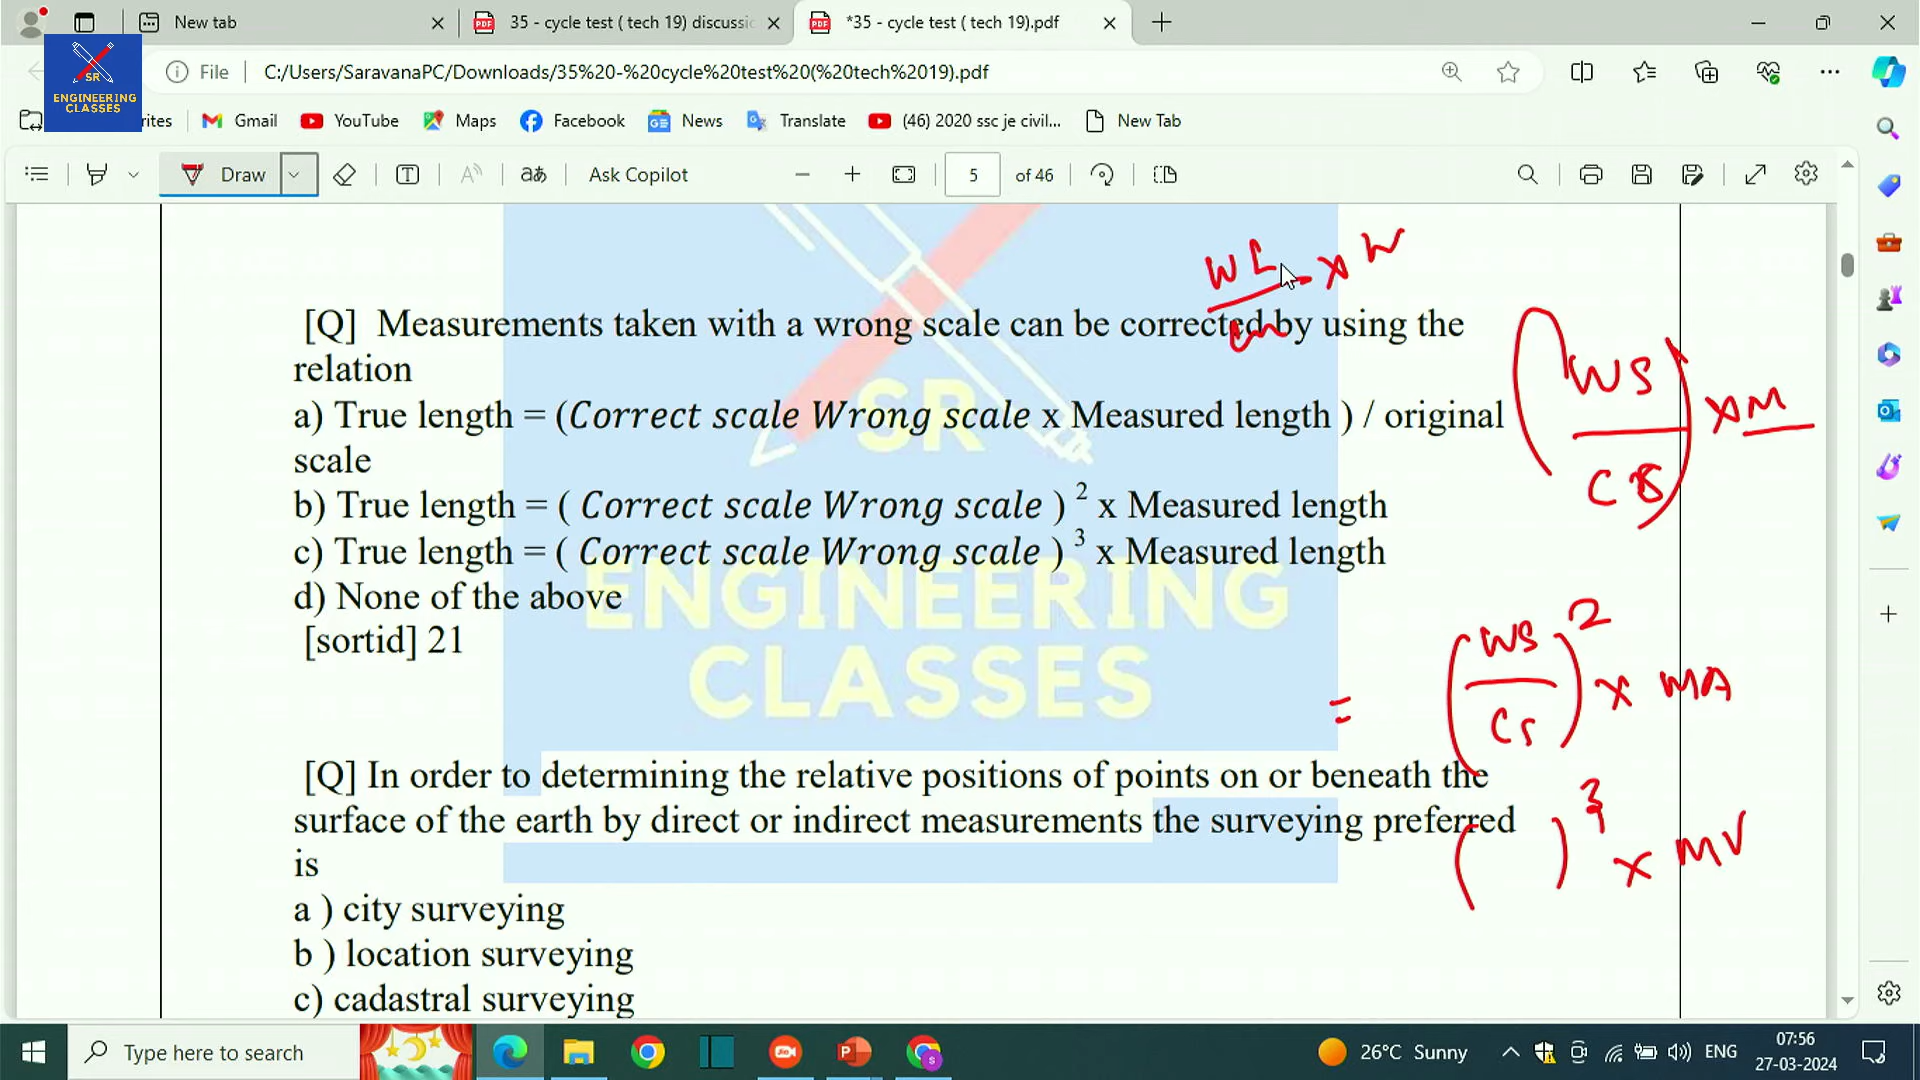 New tab
35 - cycle test ( tech 19) discussi
*35 - cycle test ( tech 19).pdf
SR
ENGINEERING
CLASSES
File
C:/Users/SaravanaPC/Downloads/35%20-%20cycle%20test%20(%20tech%2019).pdf
rites
Gmail
YouTube
Maps
Facebook
News
Translate
(46) 2020 ssc je civil...
New Tab
Draw
Ask Copilot
5
of 46
WL
× W
[Q] Measurements taken with a wrong scale can be corrected by using the
relation
a) True length = (Correct scale Wrong scale x Measured length ) / original
scale
b) True length = ( Correct scale Wrong scale ) 2 x Measured length
c) True length = ( Correct scale Wrong scale ) 3 x Measured length
d) None of the above
[sortid] 21
(WS
CS) × M
SR
ENGINEERING
CLASSES
= (WS
CS)2 × MA
[Q] In order to determining the relative positions of points on or beneath the
surface of the earth by direct or indirect measurements the surveying preferred
is
( )3 × MV
a ) city surveying
b ) location surveying
c) cadastral surveying
Type here to search
26°C Sunny
ENG
07:56
27-03-2024